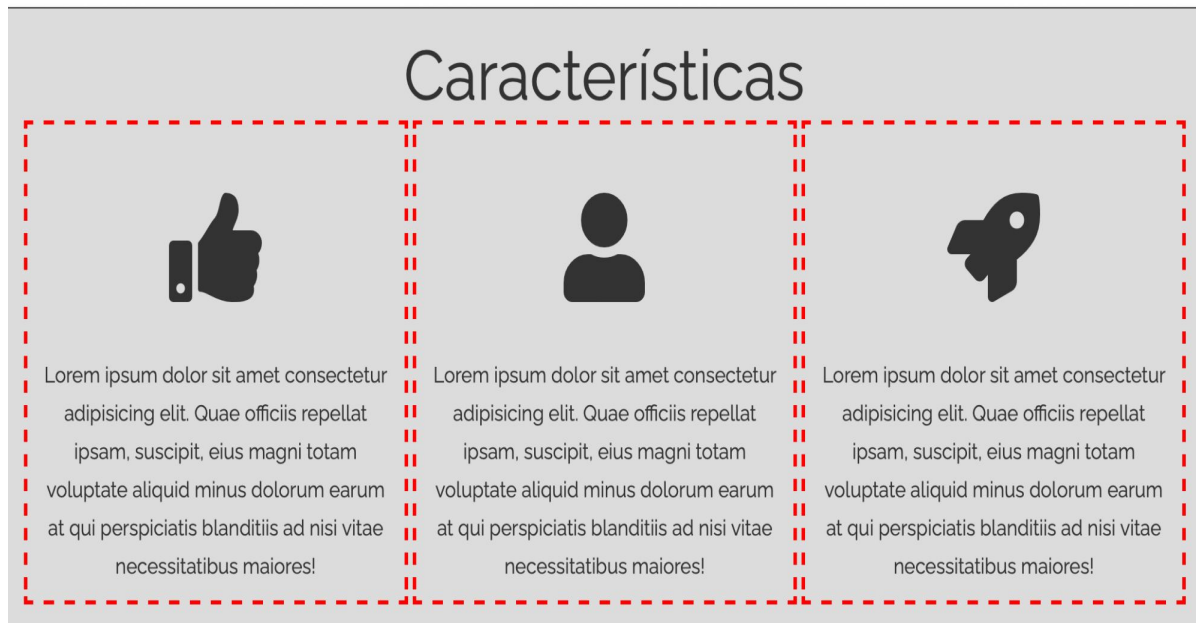 Características
Lorem ipsum dolor sit amet consectetur
adipisicing elit. Quae officiis repellat
ipsam, suscipit, eius magni totam
voluptate aliquid minus dolorum earum
at qui perspiciatis blanditiis ad nisi vitae
necessitatibus maiores!
Lorem ipsum dolor sit amet consectetur
adipisicing elit. Quae officiis repellat
ipsam, suscipit, eius magni totam
voluptate aliquid minus dolorum earum
at qui perspiciatis blanditiis ad nisi vitae
necessitatibus maiores!
Lorem ipsum dolor sit amet consectetur
adipisicing elit. Quae officiis repellat
ipsam, suscipit, eius magni totam
voluptate aliquid minus dolorum earum
at qui perspiciatis blanditiis ad nisi vitae
necessitatibus maiores!